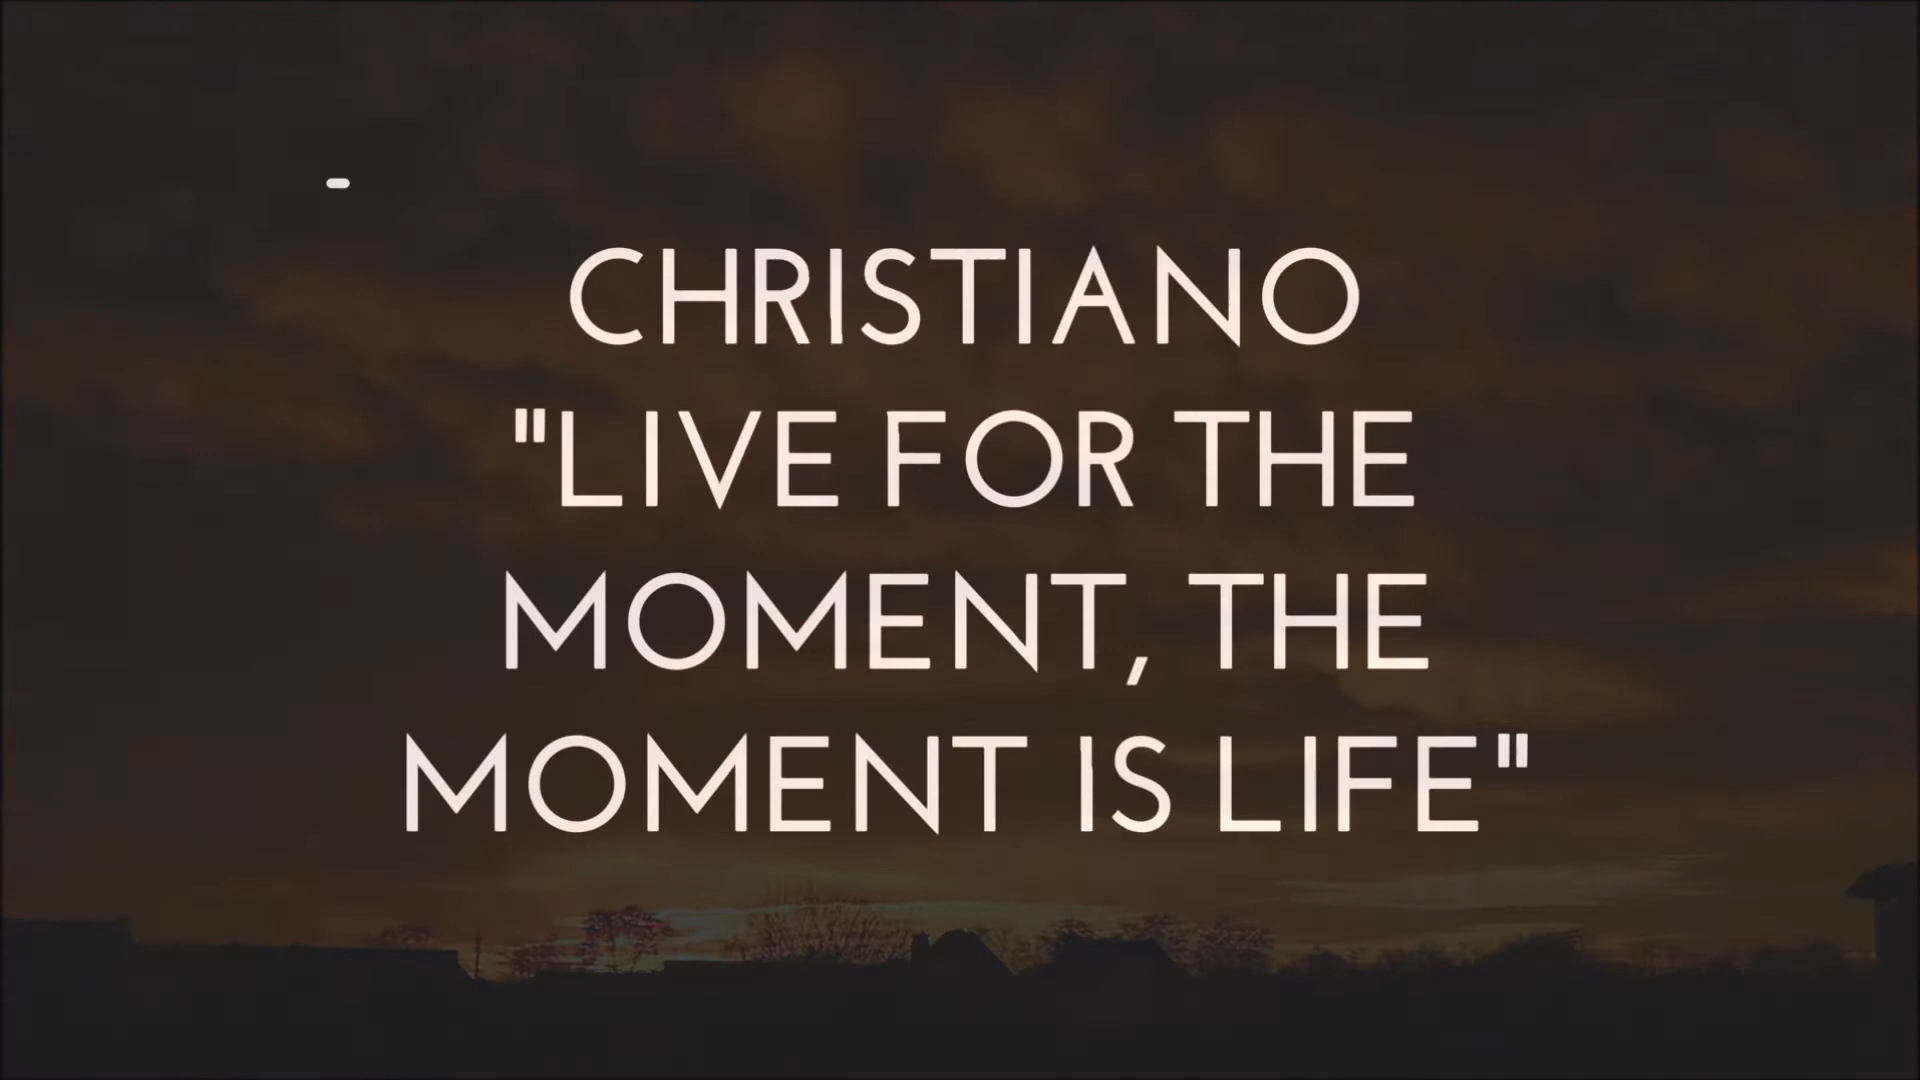 CHRISTIANO
"LIVE FOR THE
MOMENT, THE
MOMENT IS LIFE"